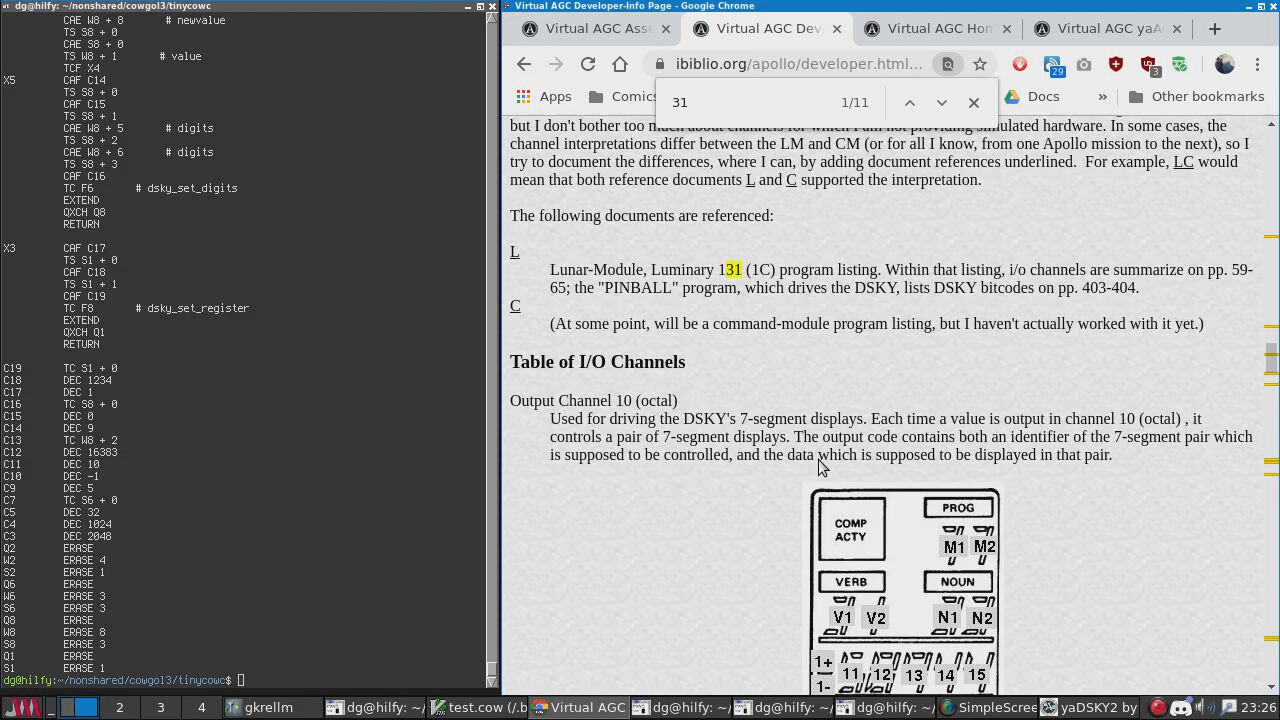 dg@hilfy: ~/nonshared/cowgol3/tinycowc
CAE W8 + 8 # newvalue
TS S8 + 0
CAE S8 + 0
TS W8 + 1 # value
TCF X4
X5 CAF C14
TS S8 + 0
CAF C15
TS S8 + 1
CAE W8 + 5 # digits
TS S8 + 2
CAE W8 + 6 # digits
TS S8 + 3
CAF C16
TC F6 # dsky_set_digits
EXTEND
QXCH Q8
RETURN
X3 CAF C17
TS S1 + 0
CAF C18
TS S1 + 1
CAF C19
TC F8 # dsky_set_register
EXTEND
QXCH Q1
RETURN
C19 TC S1 + 0
C18 DEC 1234
C17 DEC 1
C16 TC S8 + 0
C15 DEC 0
C14 DEC 9
C13 TC W8 + 2
C12 DEC 16383
C11 DEC 10
C10 DEC -1
C9 DEC 5
C7 TC S6 + 0
C5 DEC 32
C4 DEC 1024
C3 DEC 2048
Q2 ERASE
W2 ERASE 4
S2 ERASE 1
Q6 ERASE
W6 ERASE 3
S6 ERASE 3
Q8 ERASE
W8 ERASE 8
S8 ERASE 3
Q1 ERASE
S1 ERASE 1
dg@hilfy:~/nonshared/cowgol3/tinycowc$
Virtual AGC Developer-Info Page - Google Chrome
Virtual AGC Ass
Virtual AGC Dev
Virtual AGC Hon
Virtual AGC yaA
ibiblio.org/apollo/developer.html...
29
3
Apps
Comics
Docs
»
Other bookmarks
31
1/11
but I don't bother too much about channels for which I am not providing simulated hardware. In some cases, the
channel interpretations differ between the LM and CM (or for all I know, from one Apollo mission to the next), so I
try to document the differences, where I can, by adding document references underlined. For example, LC would
mean that both reference documents L and C supported the interpretation.
The following documents are referenced:
L
Lunar-Module, Luminary 131 (1C) program listing. Within that listing, i/o channels are summarize on pp. 59-
65; the "PINBALL" program, which drives the DSKY, lists DSKY bitcodes on pp. 403-404.
C
(At some point, will be a command-module program listing, but I haven't actually worked with it yet.)
Table of I/O Channels
Output Channel 10 (octal)
Used for driving the DSKY's 7-segment displays. Each time a value is output in channel 10 (octal) , it
controls a pair of 7-segment displays. The output code contains both an identifier of the 7-segment pair which
is supposed to be controlled, and the data which is supposed to be displayed in that pair.
COMP
ACTY
PROG
M1 M2
VERB
NOUN
V1 V2
N1 N2
1+
1-
11 12 13 14 15
2
3
4
gkrellm
dg@hilfy: ~/
test.cow (/.b
Virtual AGC
dg@hilfy: ~/
dg@hilfy: ~/
dg@hilfy: ~/
SimpleScree
yaDSKY2 by
23:26